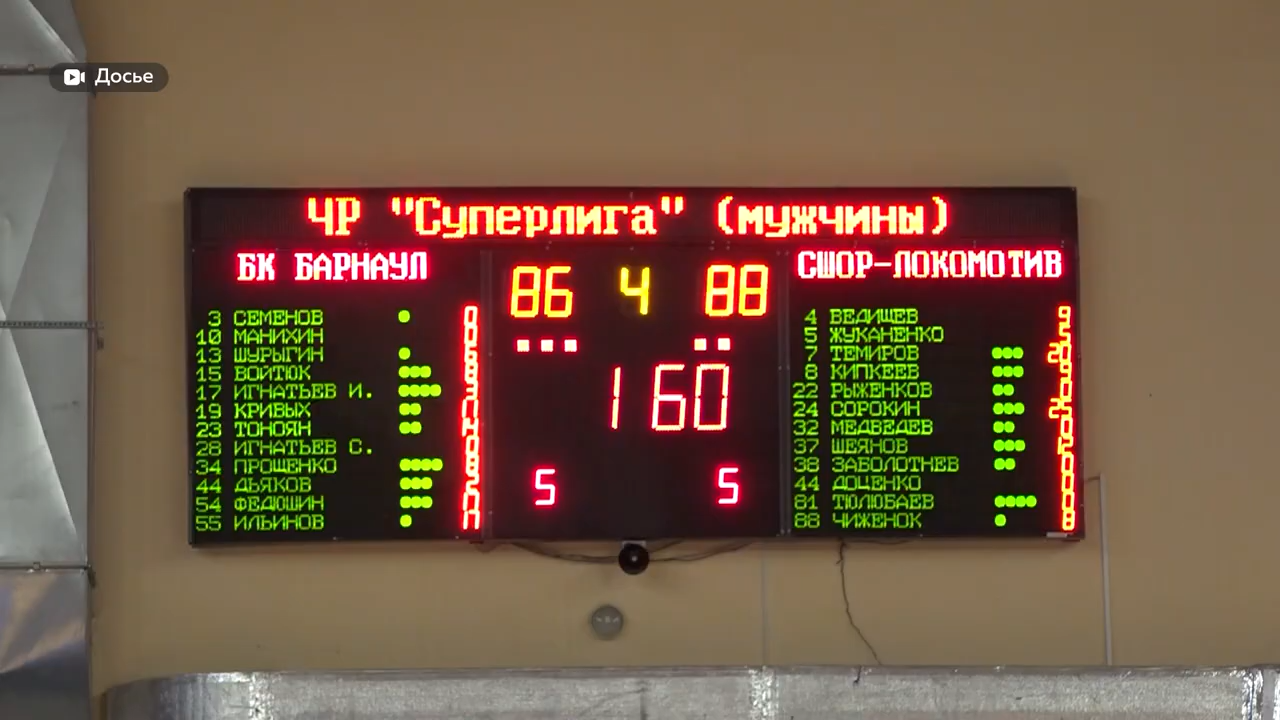 Досье
ЧР "Суперлига" (мужчины)
БК БАРНАУЛ
86 4 88
СШОР-ЛОКОМОТИВ
160
5 5
3 СЕМЕНОВ
10 МАНИХИН
13 ШУРЫГИН
15 ВОЙТЮК
17 ИГНАТЬЕВ И.
19 КРИВЫХ
23 ТОНОЯН
28 ИГНАТЬЕВ С.
34 ПРОЩЕНКО
44 ДЬЯКОВ
54 ФЕДЮШИН
55 ИЛЬИНОВ
4 ВЕДИЩЕВ
5 ЖУКАНЕНКО
7 ТЕМИРОВ
8 КИПКЕЕВ
22 РЫЖЕНКОВ
24 СОРОКИН
32 МЕДВЕДЕВ
37 ШЕЯНОВ
38 ЗАБОЛОТНЕВ
44 ДОЦЕНКО
81 ТЮЛЮБАЕВ
88 ЧИЖЕНОК